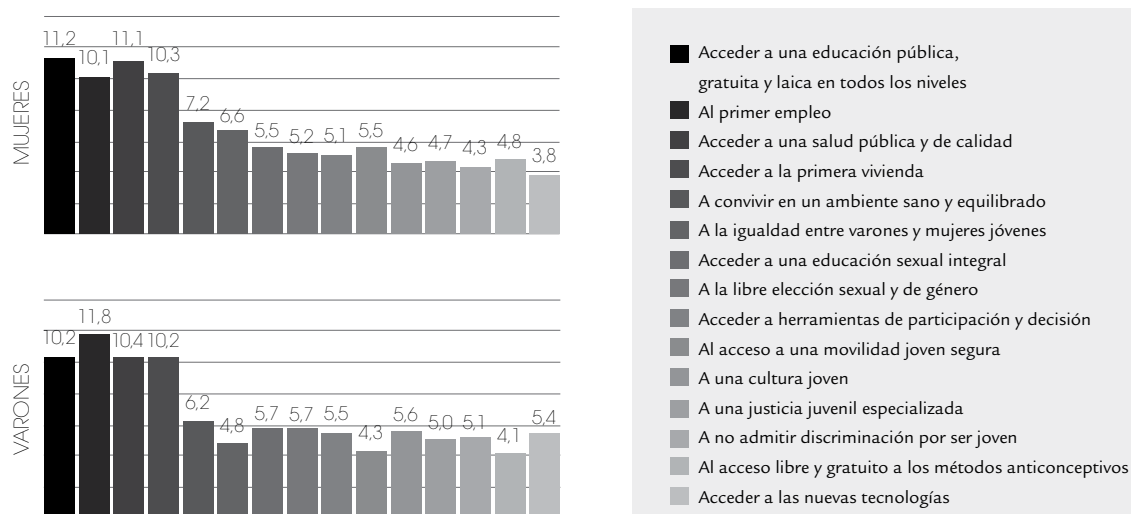 MUJERES
11,2
10,1
11,1
10,3
7,2
6,6
5,5
5,2
5,1
5,5
4,6
4,7
4,3
4,8
3,8
VARONES
10,2
11,8
10,4
10,2
6,2
4,8
5,7
5,7
5,5
4,3
5,6
5,0
5,1
4,1
5,4
Acceder a una educación pública,
gratuita y laica en todos los niveles
Al primer empleo
Acceder a una salud pública y de calidad
Acceder a la primera vivienda
A convivir en un ambiente sano y equilibrado
A la igualdad entre varones y mujeres jóvenes
Acceder a una educación sexual integral
A la libre elección sexual y de género
Acceder a herramientas de participación y decisión
Al acceso a una movilidad joven segura
A una cultura joven
A una justicia juvenil especializada
A no admitir discriminación por ser joven
Al acceso libre y gratuito a los métodos anticonceptivos
Acceder a las nuevas tecnologías